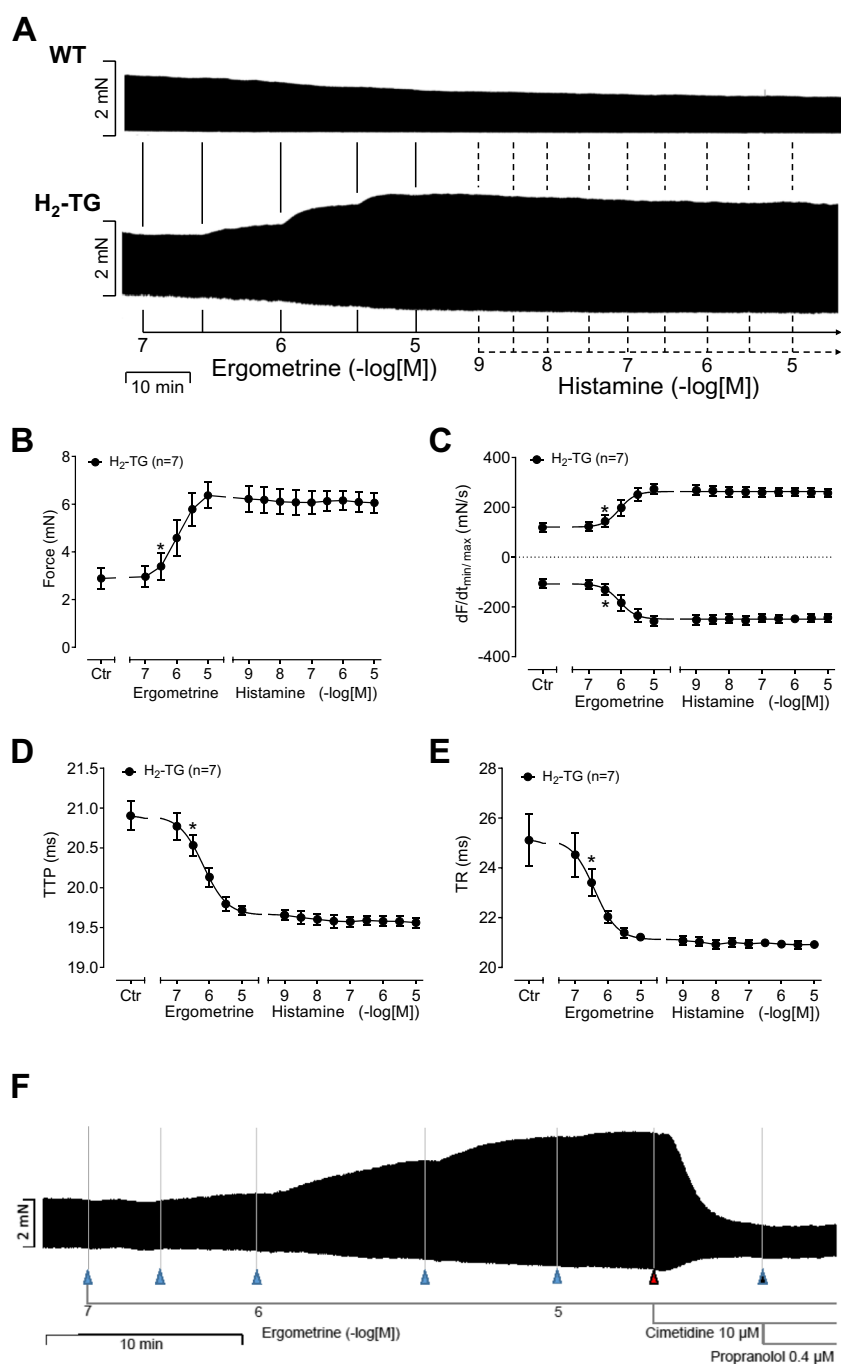 A
WT
2 mN
H2-TG
2 mN
7 6 5 9 8 7 6 5
Ergometrine (-log[M]) Histamine (-log[M])
10 min
B
H2-TG (n=7)
Force (mN)
8
6
4
2
0
Ctr 7 6 5 9 8 7 6 5
Ergometrine Histamine (-log[M])
C
H2-TG (n=7)
dF/dtmin/ max (mN/s)
400
200
0
-200
-400
Ctr 7 6 5 9 8 7 6 5
Ergometrine Histamine (-log[M])
* * *
D
H2-TG (n=7)
TTP (ms)
21.5
21.0
20.5
20.0
19.5
19.0
*
Ctr 7 6 5 9 8 7 6 5
Ergometrine Histamine (-log[M])
E
H2-TG (n=7)
TR (ms)
28
26
24
22
20
*
Ctr 7 6 5 9 8 7 6 5
Ergometrine Histamine (-log[M])
F
2 mN
7 6 5
Ergometrine (-log[M])
10 min
Cimetidine 10 µM
Propranolol 0.4 µM